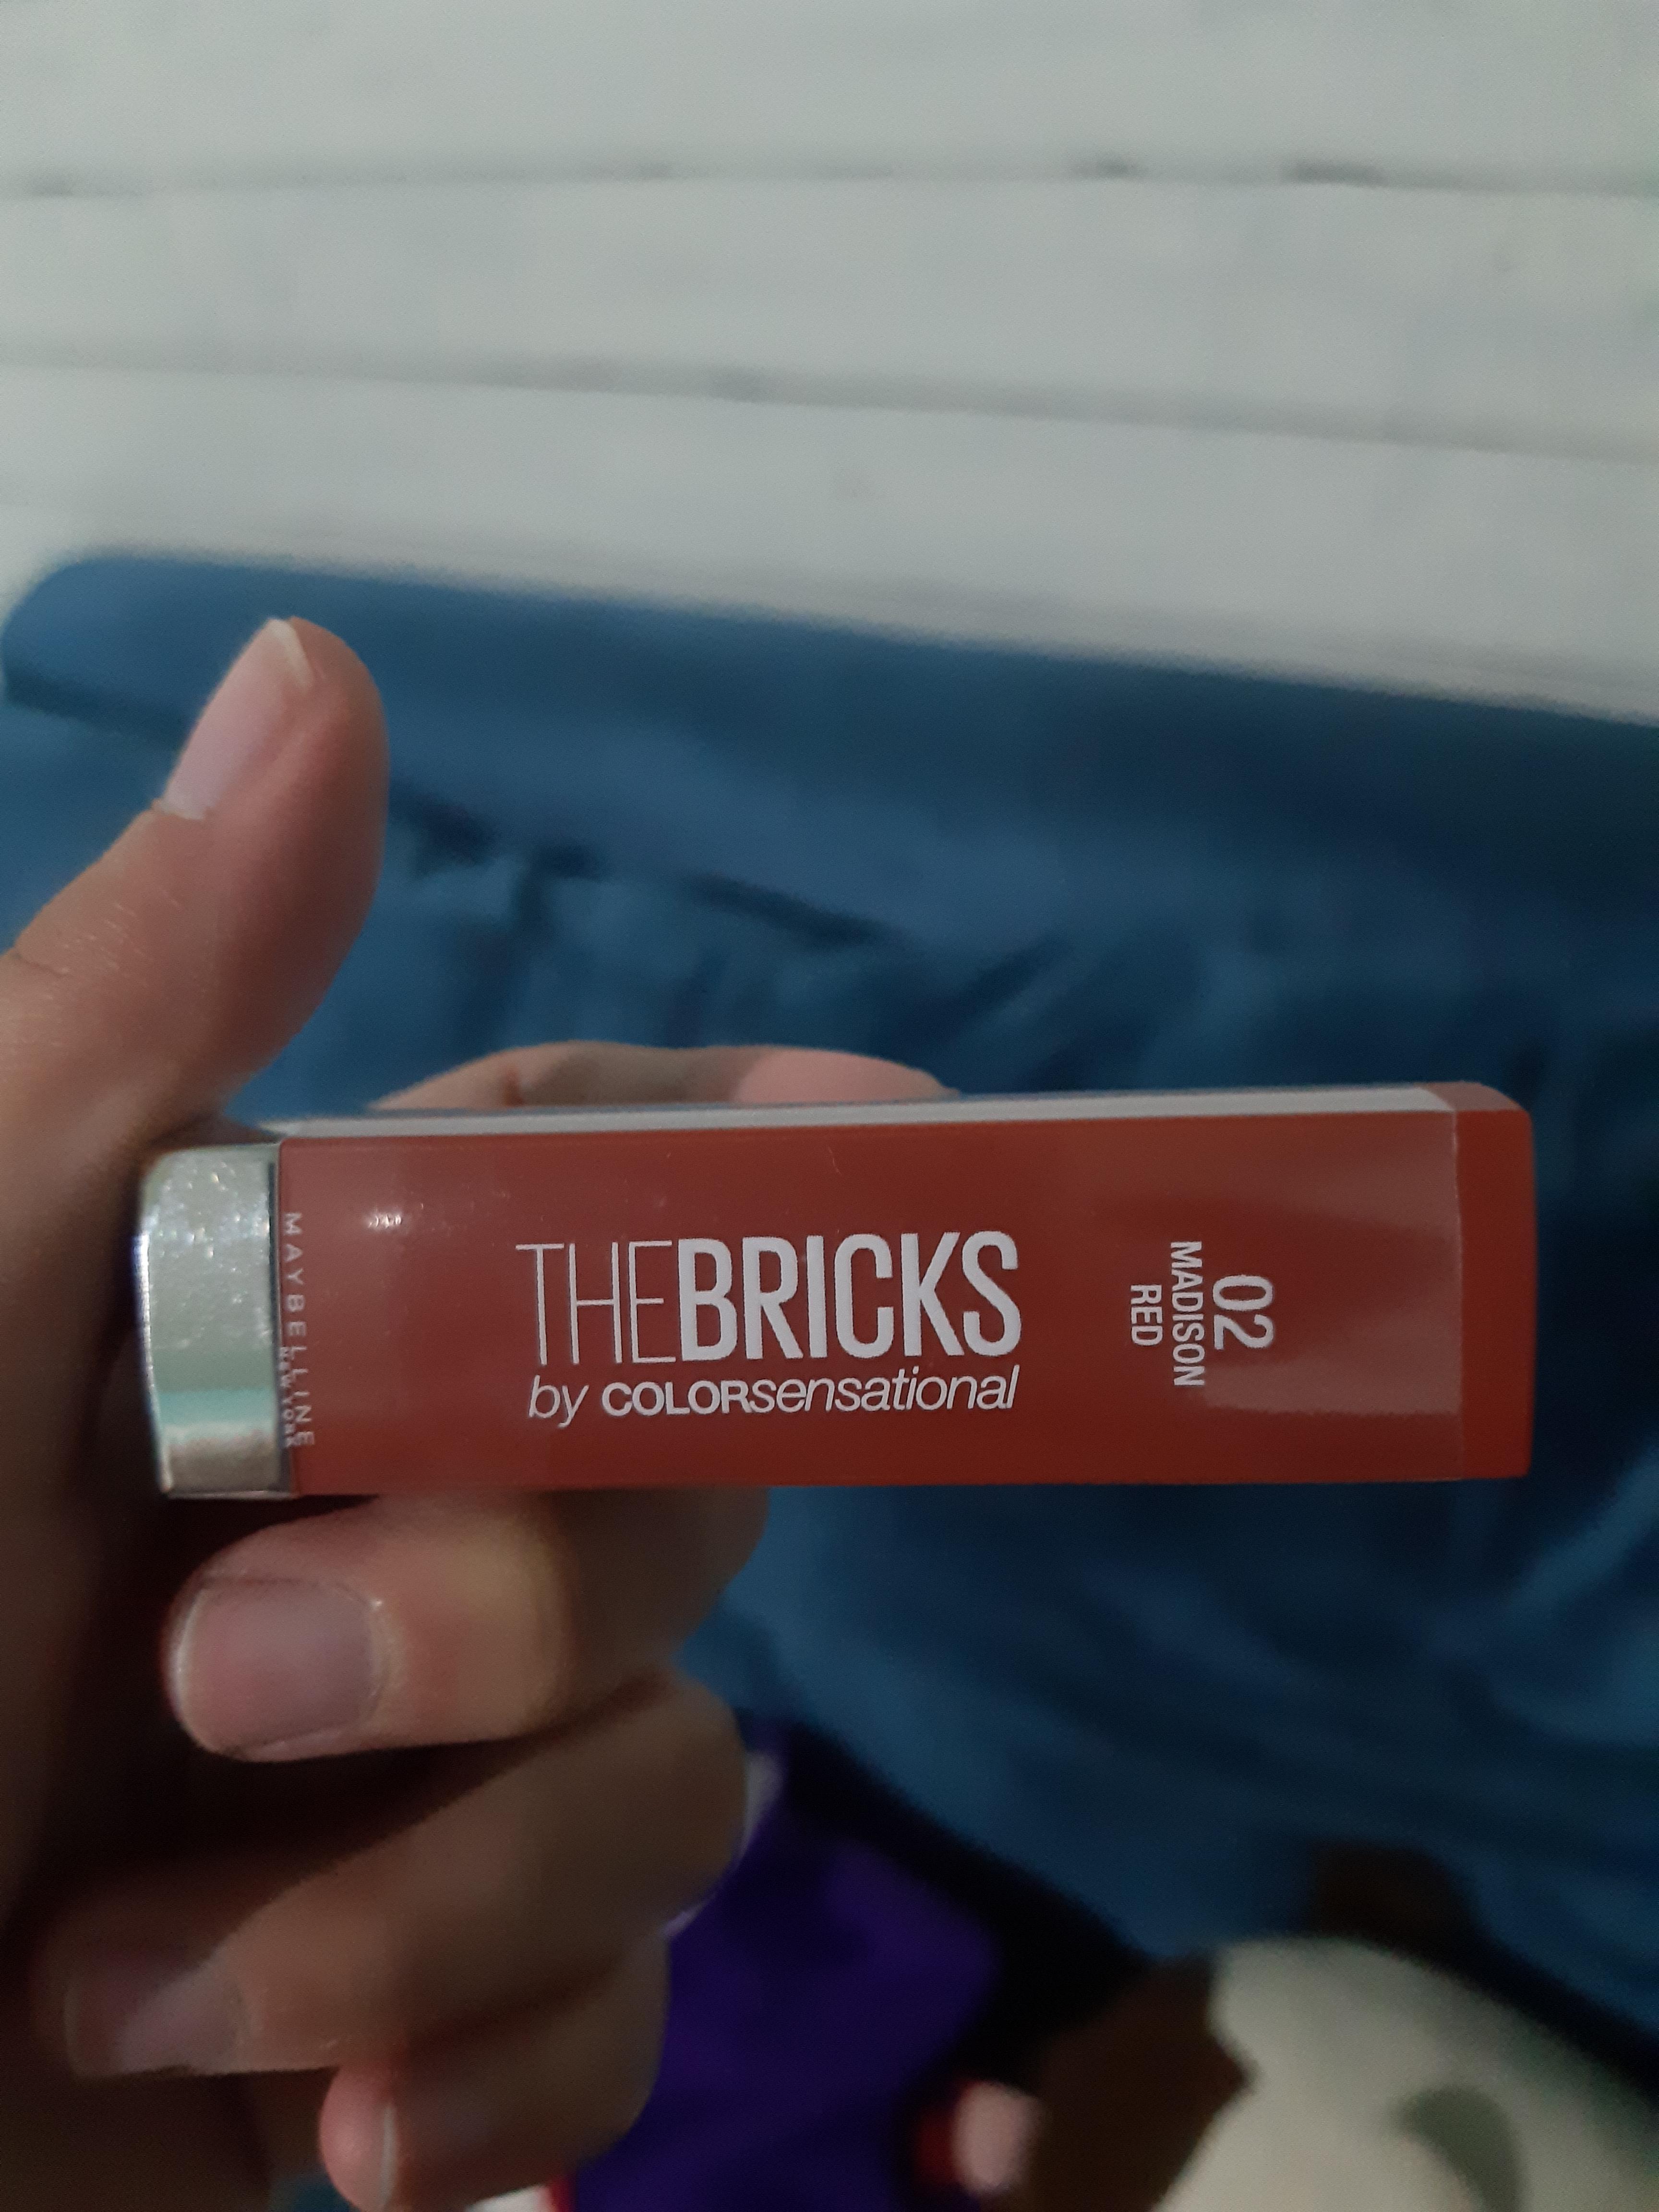 MAYBELLINE
NEW YORK
THEBRICKS
by COLORsensational
02
MADISON
RED